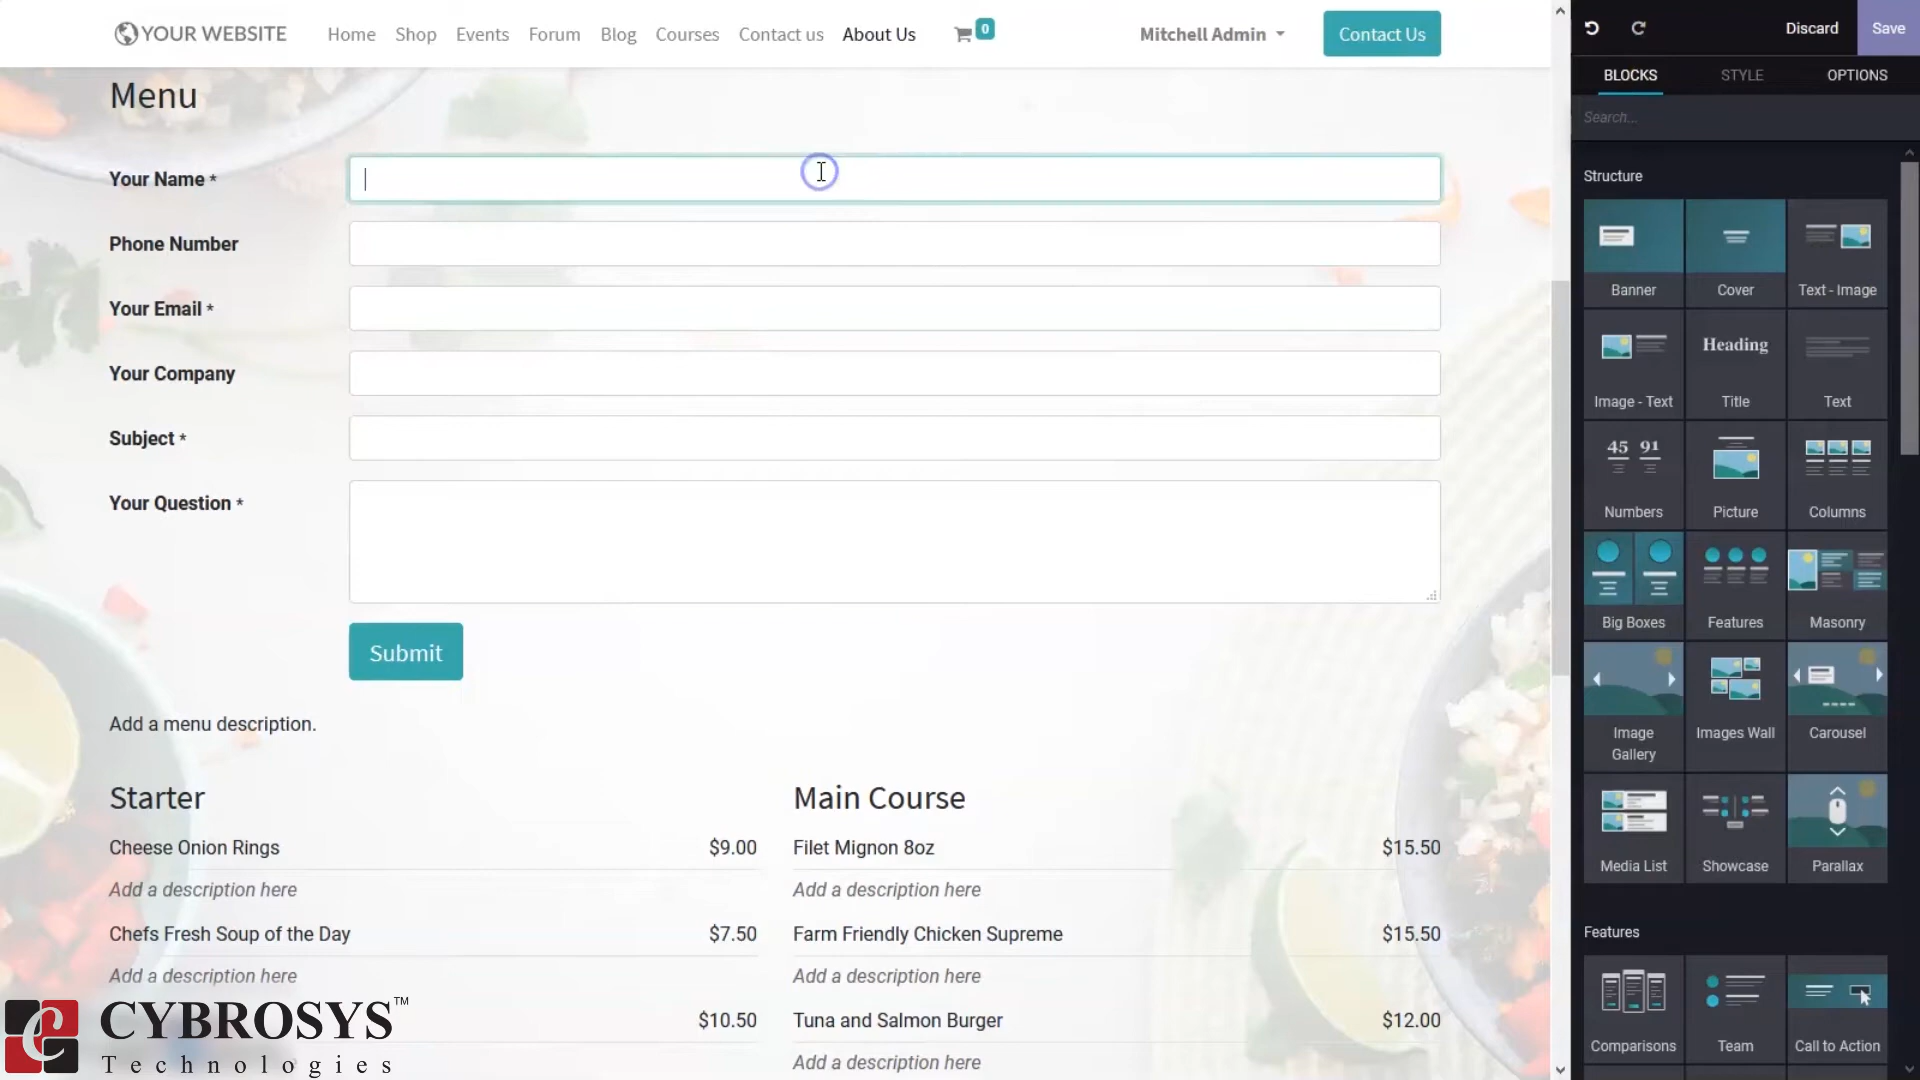 YOUR WEBSITE
Home
Shop
Events
Forum
Blog
Courses
Contact us
About Us
0
Mitchell Admin
Contact Us
Discard
Save
BLOCKS
STYLE
OPTIONS
Search...
Menu
Your Name *
Phone Number
Your Email *
Your Company
Subject *
Your Question *
Submit
Add a menu description.
Starter
Cheese Onion Rings $9.00
Add a description here
Chefs Fresh Soup of the Day $7.50
Add a description here
$10.50
Main Course
Filet Mignon 8oz $15.50
Add a description here
Farm Friendly Chicken Supreme $15.50
Add a description here
Tuna and Salmon Burger $12.00
Add a description here
Structure
Banner
Cover
Text - Image
Image - Text
Heading
Title
Text
45 91
Numbers
Picture
Columns
Big Boxes
Features
Masonry
Image
Gallery
Images Wall
Carousel
Media List
Showcase
Parallax
Features
Comparisons
Team
Call to Action
CYBROSYS™
Technologies